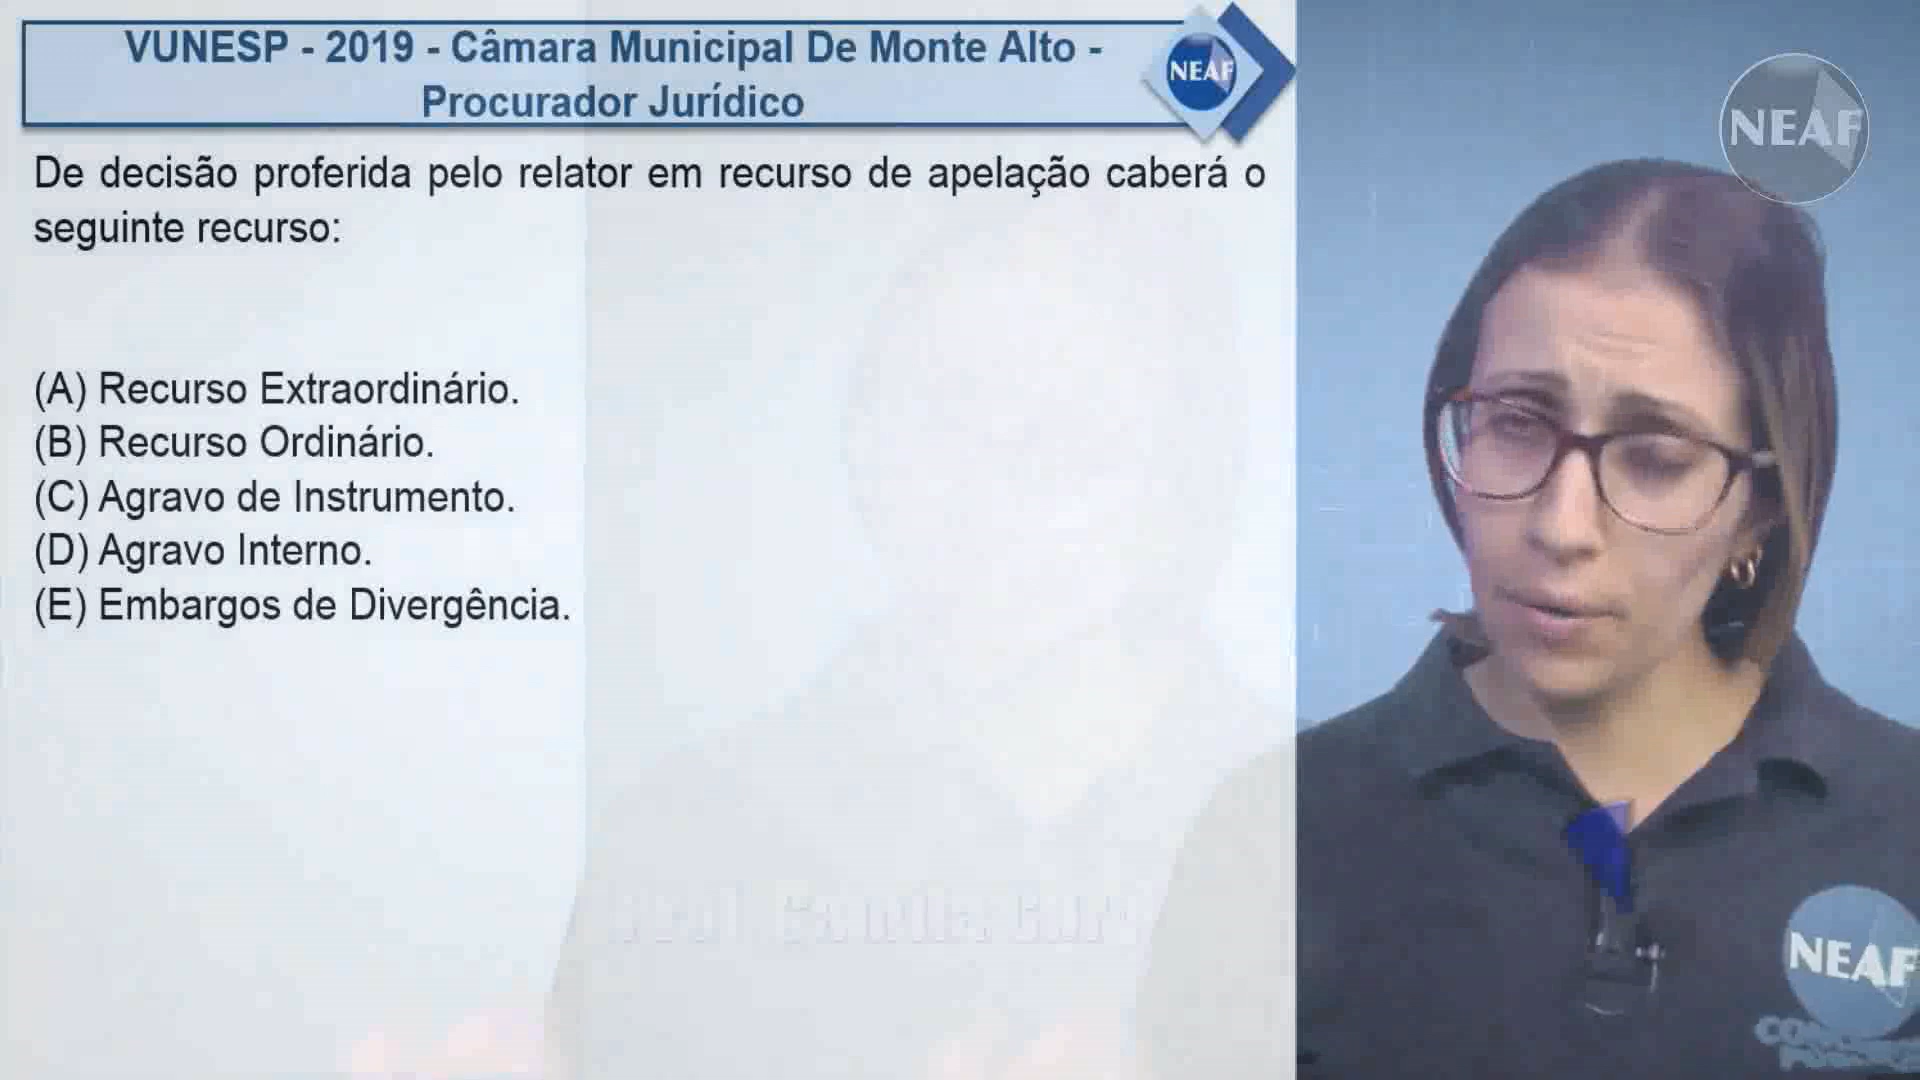 VUNESP - 2019 - Câmara Municipal De Monte Alto -
Procurador Jurídico
NEAF
NEAF
De decisão proferida pelo relator em recurso de apelação caberá o
seguinte recurso:
(A) Recurso Extraordinário.
(B) Recurso Ordinário.
(C) Agravo de Instrumento.
(D) Agravo Interno.
(E) Embargos de Divergência.
Camila
NEAF